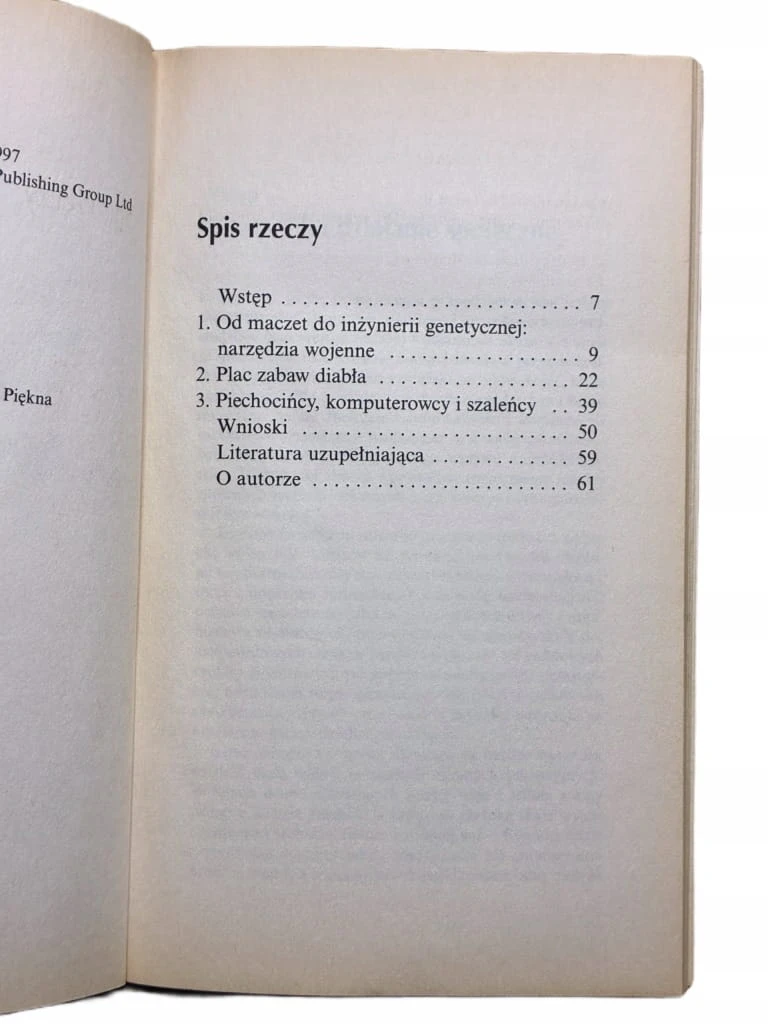 997
Publishing Group Ltd
Piękna
Spis rzeczy
Wstęp . . . . . . . . . . . . . . . . . . . . . . . . . . . . 7
1. Od maczet do inżynierii genetycznej:
narzędzia wojenne . . . . . . . . . . . . . . . . . . 9
2. Plac zabaw diabła . . . . . . . . . . . . . . . . . . 22
3. Piechocińcy, komputerowcy i szaleńcy . . 39
Wnioski . . . . . . . . . . . . . . . . . . . . . . . . . 50
Literatura uzupełniająca . . . . . . . . . . . . . 59
O autorze . . . . . . . . . . . . . . . . . . . . . . . . 61